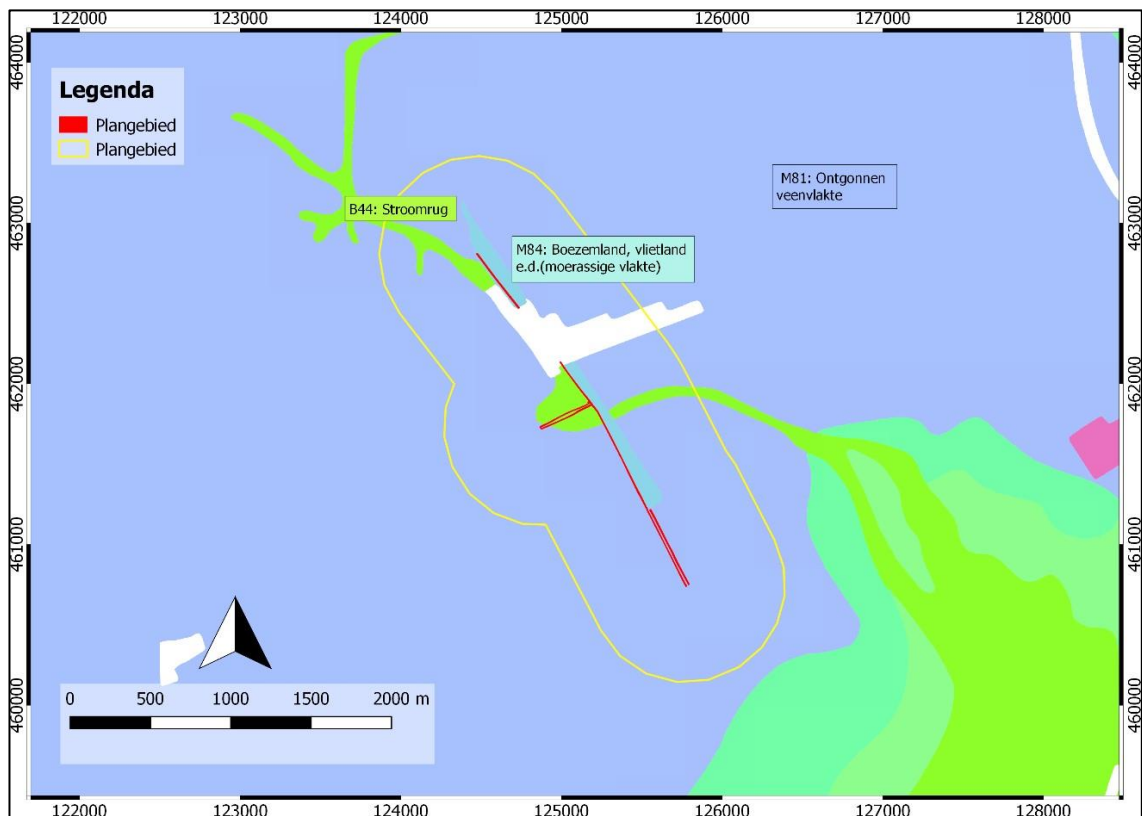 122000 123000 124000 125000 126000 127000 128000
464000 464000
Legenda
Plangebied
Plangebied
M81: Ontgonnen
veenvlakte
463000 463000
B44: Stroomrug
M84: Boezemland, vlietland
e.d.(moerassige vlakte)
462000 462000
461000 461000
460000 460000
0 500 1000 1500 2000 m
122000 123000 124000 125000 126000 127000 128000